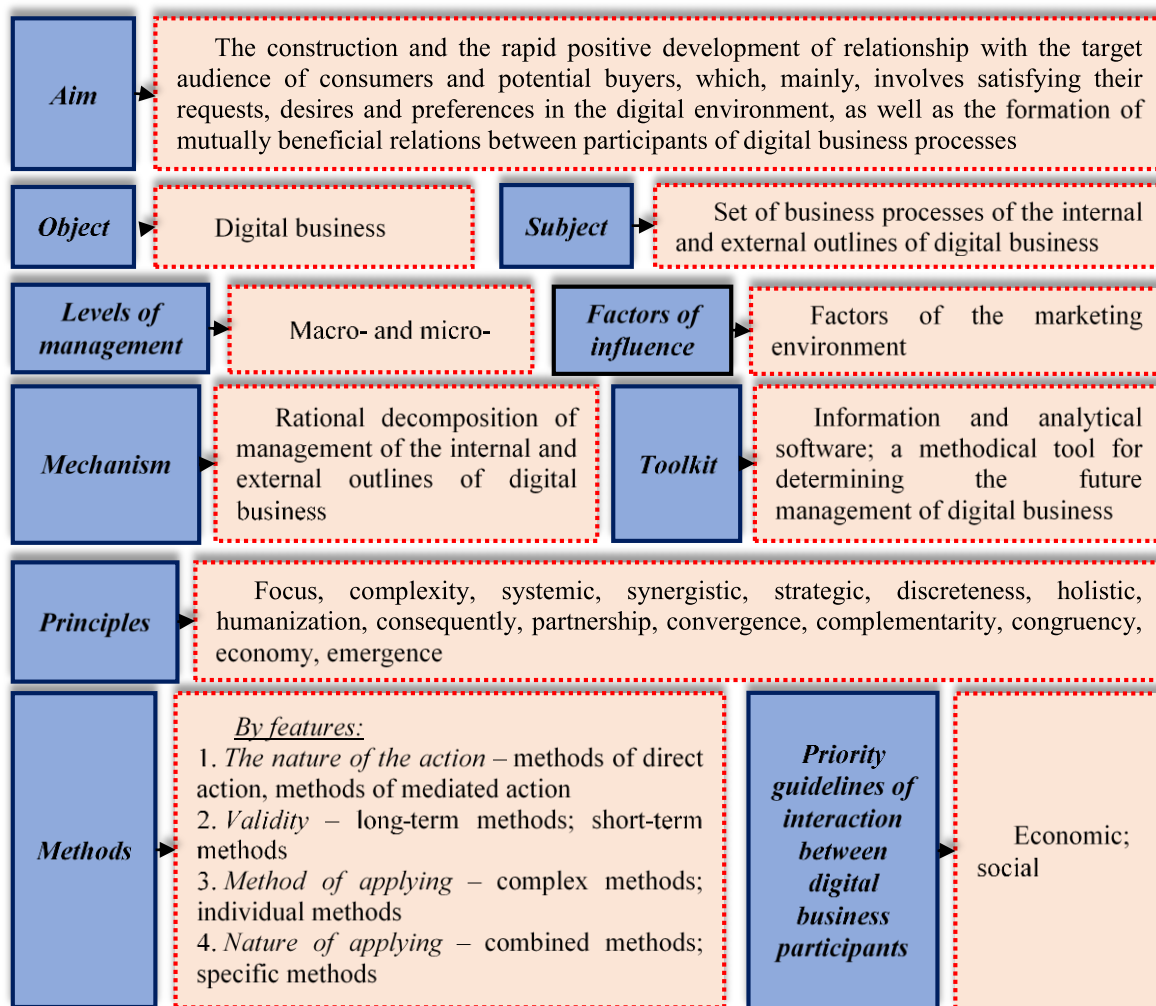 Aim
The construction and the rapid positive development of relationship with the target
audience of consumers and potential buyers, which, mainly, involves satisfying their
requests, desires and preferences in the digital environment, as well as the formation of
mutually beneficial relations between participants of digital business processes
Object
Digital business
Subject
Set of business processes of the internal
and external outlines of digital business
Levels of
management
Macro- and micro-
Factors of
influence
Factors of the marketing
environment
Mechanism
Rational decomposition of
management of the internal and
external outlines of digital
business
Toolkit
Information and analytical
software; a methodical tool for
determining the future
management of digital business
Principles
Focus, complexity, systemic, synergistic, strategic, discreteness, holistic,
humanization, consequently, partnership, convergence, complementarity, congruency,
economy, emergence
Methods
By features:
1. The nature of the action – methods of direct
action, methods of mediated action
2. Validity – long-term methods; short-term
methods
3. Method of applying – complex methods;
individual methods
4. Nature of applying – combined methods;
specific methods
Priority
guidelines of
interaction
between
digital
business
participants
Economic;
social